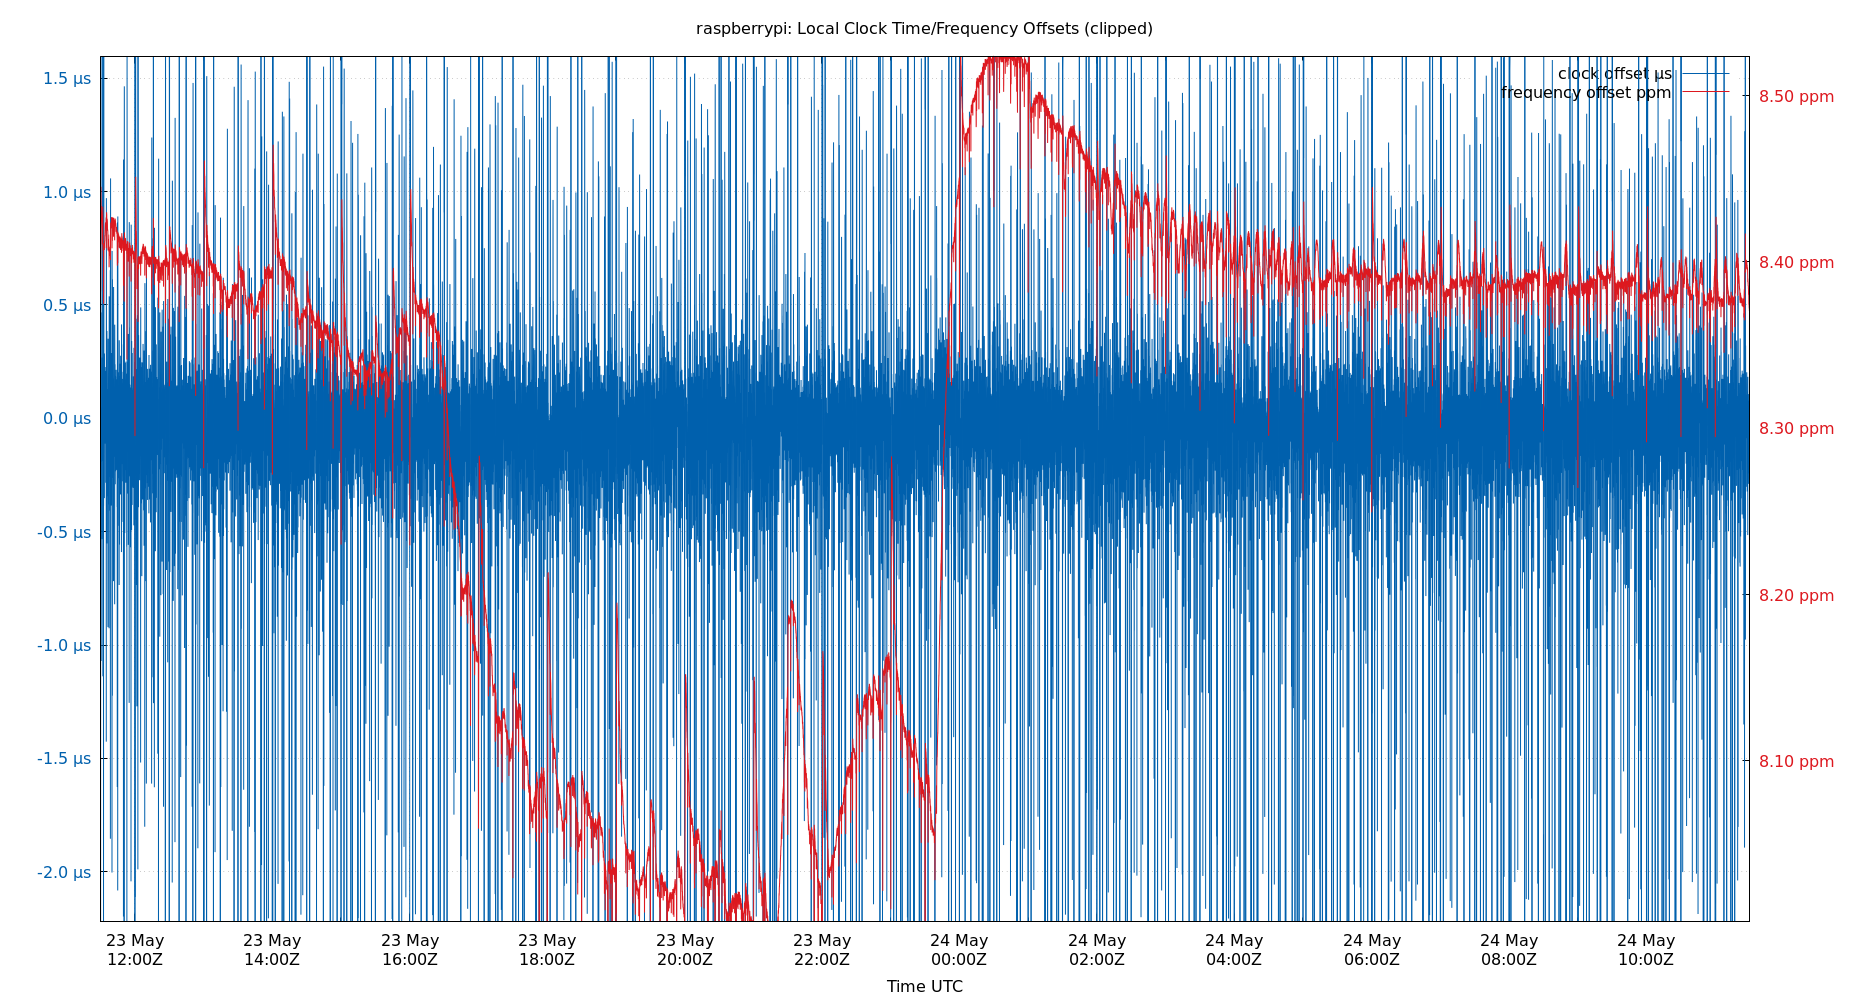 raspberrypi: Local Clock Time/Frequency Offsets (clipped)
clock offset µs
frequency offset ppm
1.5 µs
1.0 µs
0.5 µs
0.0 µs
-0.5 µs
-1.0 µs
-1.5 µs
-2.0 µs
8.50 ppm
8.40 ppm
8.30 ppm
8.20 ppm
8.10 ppm
23 May 23 May 23 May 23 May 23 May 23 May 24 May 24 May 24 May 24 May 24 May 24 May
12:00Z 14:00Z 16:00Z 18:00Z 20:00Z 22:00Z 00:00Z 02:00Z 04:00Z 06:00Z 08:00Z 10:00Z
Time UTC